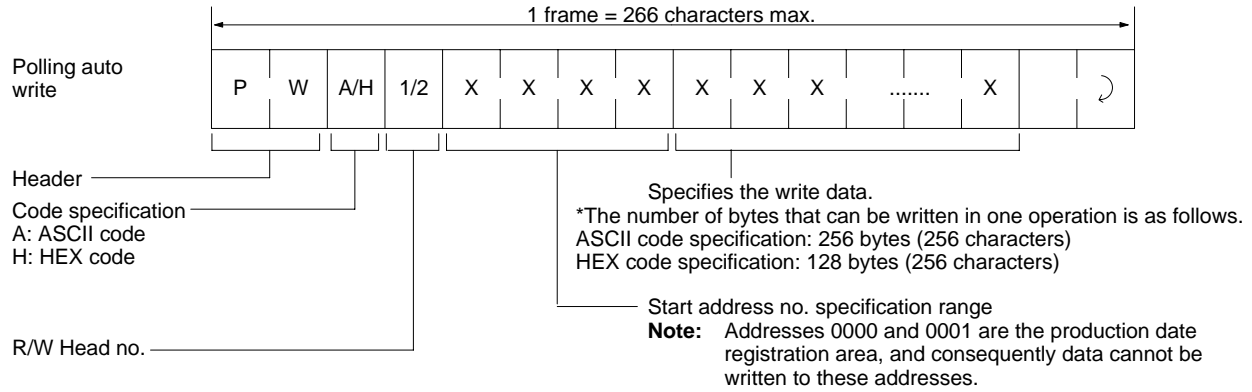 1 frame = 266 characters max.
Polling auto
write
P W A/H 1/2 X X X X X X X ....... X
Header
Code specification
A: ASCII code
H: HEX code
R/W Head no.
Specifies the write data.
*The number of bytes that can be written in one operation is as follows.
ASCII code specification: 256 bytes (256 characters)
HEX code specification: 128 bytes (256 characters)
Start address no. specification range
Note: Addresses 0000 and 0001 are the production date
registration area, and consequently data cannot be
written to these addresses.